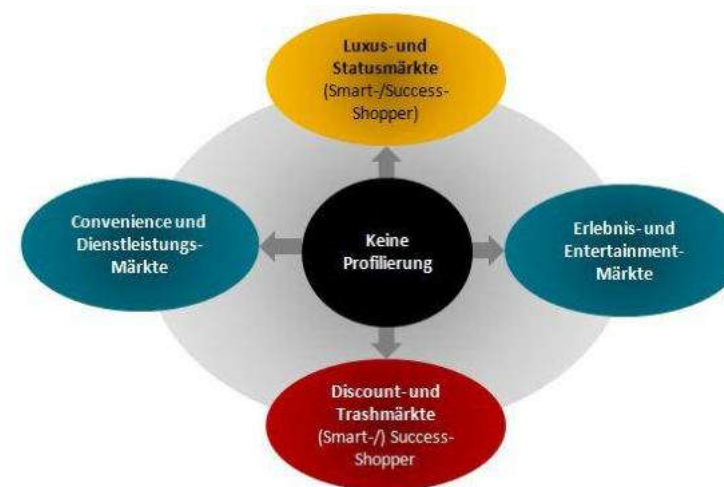 Luxus- und
Statusmärkte
(Smart-/Success-
Shopper)
Convenience und
Dienstleistungs-
Märkte
Keine
Profilierung
Erlebnis- und
Entertainment-
Märkte
Discount- und
Trashmärkte
(Smart-/) Success-
Shopper